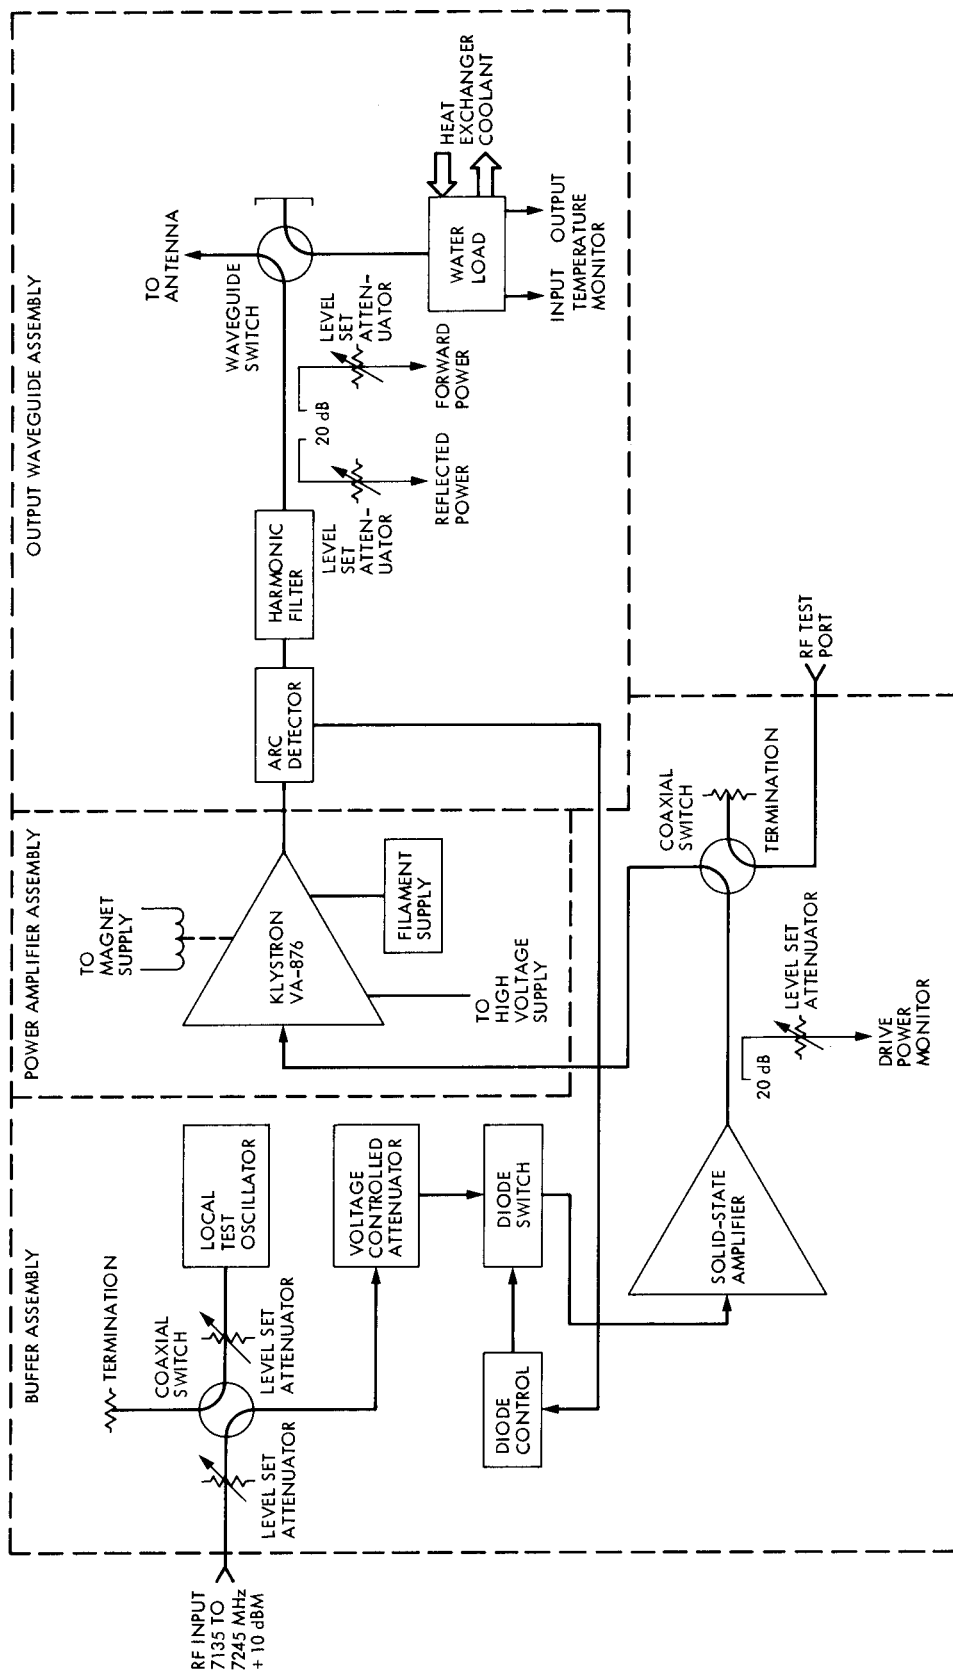 BUFFER ASSEMBLY
POWER AMPLIFIER ASSEMBLY
OUTPUT WAVEGUIDE ASSEMBLY
RF INPUT
7135 TO
7245 MHz
+ 10 dBM
LEVEL SET
ATTENUATOR
TERMINATION
COAXIAL
SWITCH
LEVEL SET
ATTENUATOR
LOCAL
TEST
OSCILLATOR
VOLTAGE
CONTROLLED
ATTENUATOR
DIODE
CONTROL
DIODE
SWITCH
SOLID-STATE
AMPLIFIER
20 dB
LEVEL SET
ATTENUATOR
DRIVE
POWER
MONITOR
COAXIAL
SWITCH
TERMINATION
RF TEST
PORT
TO
MAGNET
SUPPLY
KLYSTRON
VA-876
TO HIGH
VOLTAGE
SUPPLY
FILAMENT
SUPPLY
ARC
DETECTOR
HARMONIC
FILTER
LEVEL
SET
ATTEN-
UATOR
REFLECTED
POWER
20 dB
LEVEL
SET
ATTEN-
UATOR
FORWARD
POWER
WAVEGUIDE
SWITCH
TO
ANTENNA
WATER
LOAD
HEAT
EXCHANGER
COOLANT
INPUT OUTPUT
TEMPERATURE
MONITOR